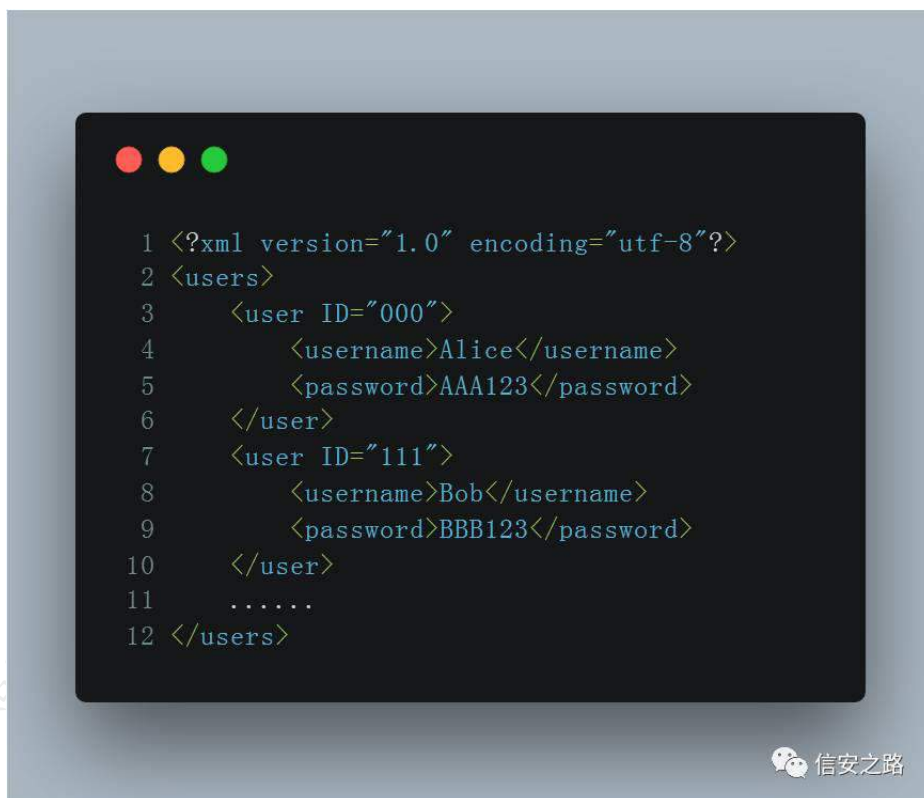 1 <?xml version="1.0" encoding="utf-8"?>
2 <users>
3     <user ID="000">
4         <username>Alice</username>
5         <password>AAA123</password>
6     </user>
7     <user ID="111">
8         <username>Bob</username>
9         <password>BBB123</password>
10     </user>
11     ......
12 </users>
信安之路